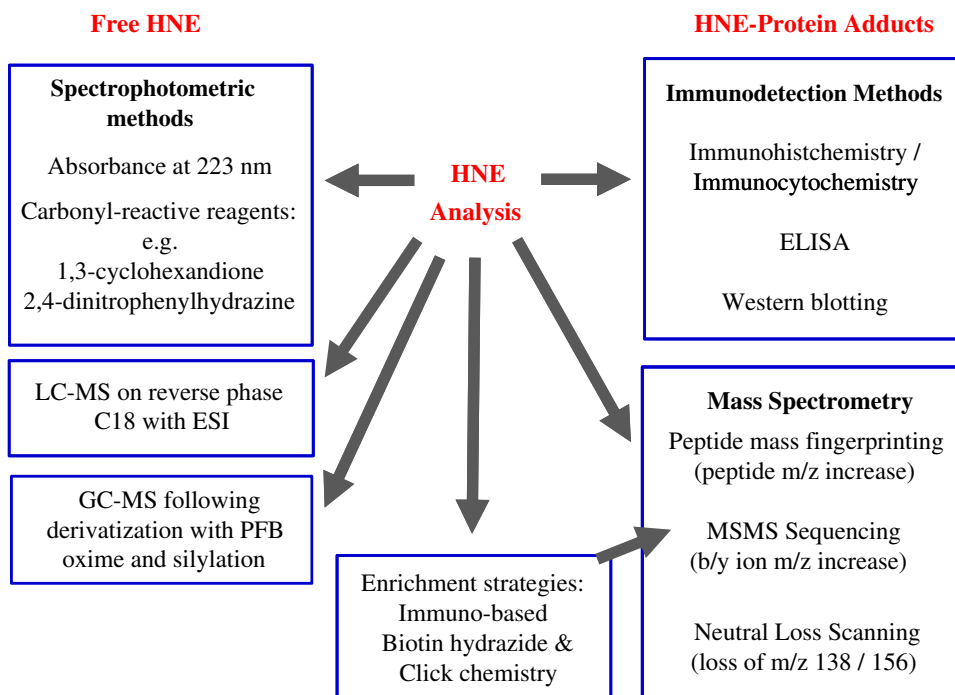 Free HNE
Spectrophotometric
methods
Absorbance at 223 nm
Carbonyl-reactive reagents:
e.g.
1,3-cyclohexandione
2,4-dinitrophenylhydrazine
LC-MS on reverse phase
C18 with ESI
GC-MS following
derivatization with PFB
oxime and silylation
HNE
Analysis
Enrichment strategies:
Immuno-based
Biotin hydrazide &
Click chemistry
HNE-Protein Adducts
Immunodetection Methods
Immunohistchemistry /
Immunocytochemistry
ELISA
Western blotting
Mass Spectrometry
Peptide mass fingerprinting
(peptide m/z increase)
MSMS Sequencing
(b/y ion m/z increase)
Neutral Loss Scanning
(loss of m/z 138 / 156)